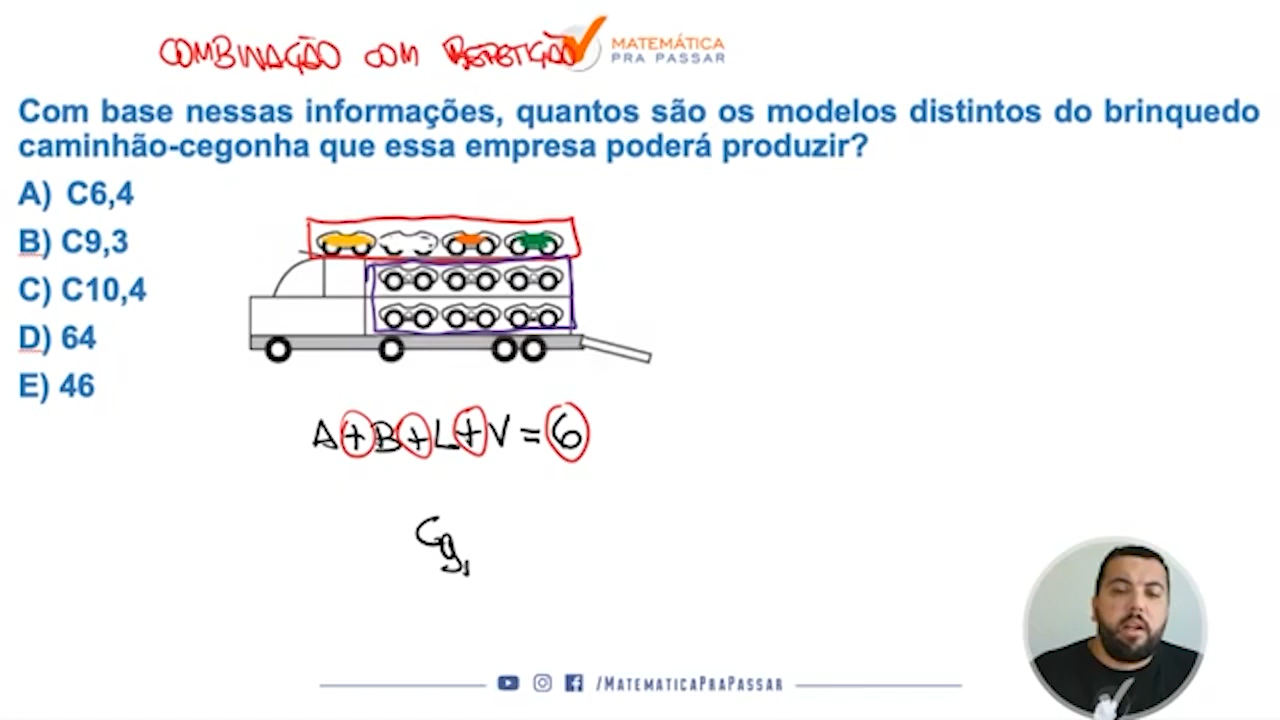 COMBINAÇÃO COM REPETIÇÃO
MATEMÁTICA
PRA PASSAR
Com base nessas informações, quantos são os modelos distintos do brinquedo
caminhão-cegonha que essa empresa poderá produzir?
A) C6,4
B) C9,3
C) C10,4
D) 64
E) 46
A+B+L+V=6
C9,
/MATEMATICAPRAPASSAR